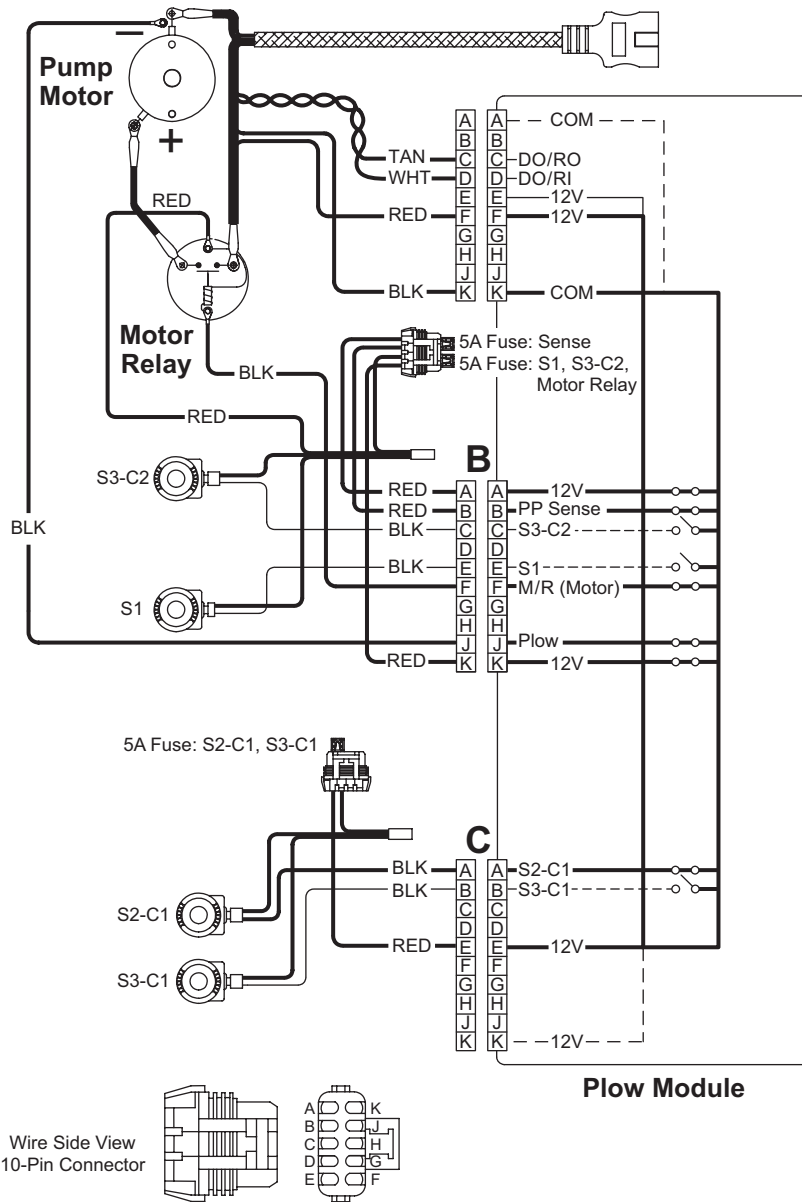 −
Pump
Motor
+
RED
Motor
Relay
TAN
WHT
RED
BLK
A
B
C
D
E
F
G
H
J
K
A
B
C
D
E
F
G
H
J
K
COM
DO/RO
DO/RI
12V
12V
COM
5A Fuse: Sense
5A Fuse: S1, S3-C2,
Motor Relay
BLK
RED
S3-C2
BLK
S1
B
RED
RED
BLK
BLK
RED
A
B
C
D
E
F
G
H
J
K
A
B
C
D
E
F
G
H
J
K
12V
PP Sense
S3-C2
S1
M/R (Motor)
Plow
12V
5A Fuse: S2-C1, S3-C1
C
BLK
BLK
RED
S2-C1
S3-C1
A
B
C
D
E
F
G
H
J
K
A
B
C
D
E
F
G
H
J
K
S2-C1
S3-C1
12V
12V
Plow Module
Wire Side View
10-Pin Connector
A
B
C
D
E
K
J
H
G
F